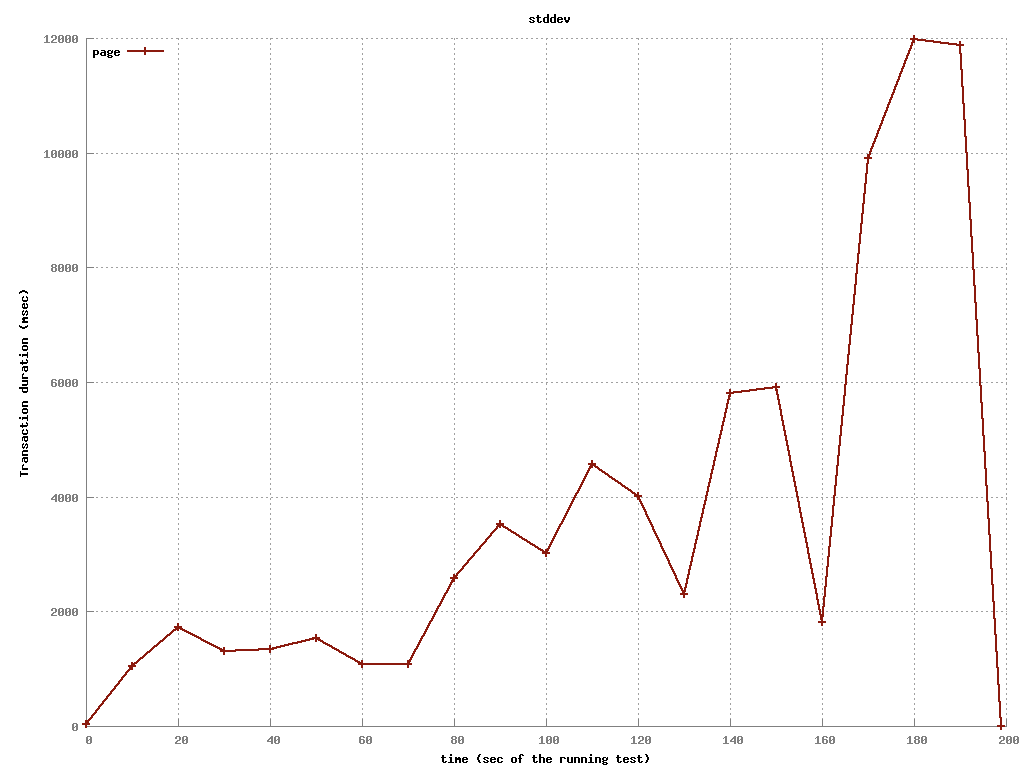 stddev
page
12000
10000
8000
6000
4000
2000
0
Transaction duration (msec)
0 20 40 60 80 100 120 140 160 180 200
time (sec of the running test)